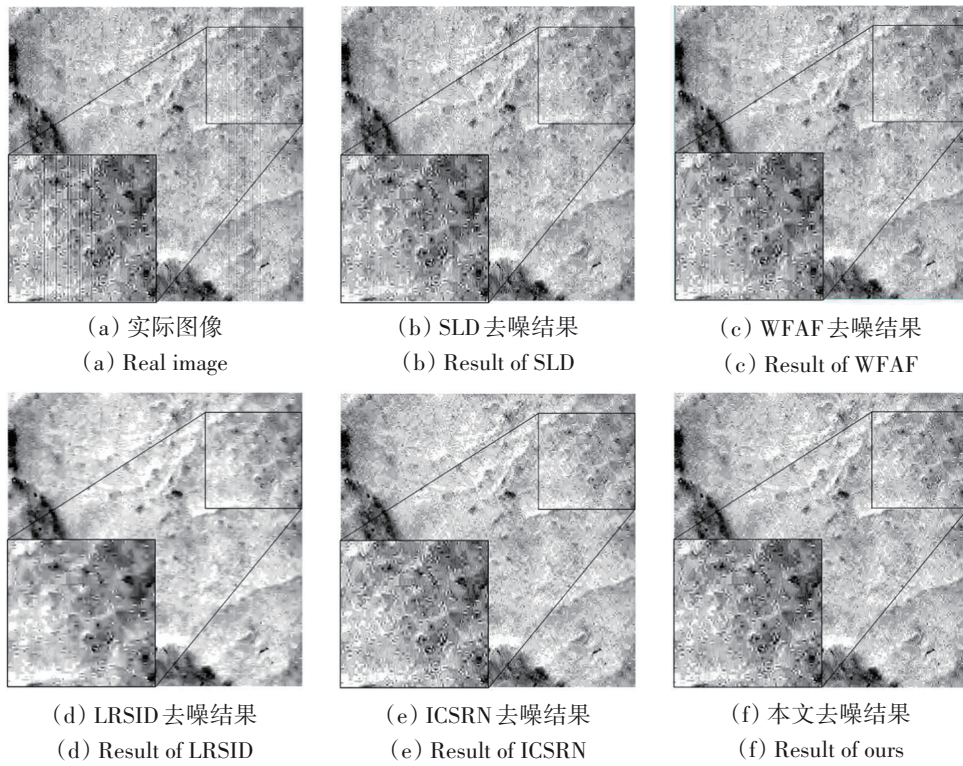 (a) 实际图像
(a) Real image
(b) SLD 去噪结果
(b) Result of SLD
(c) WFAF 去噪结果
(c) Result of WFAF
(d) LRSID 去噪结果
(d) Result of LRSID
(e) ICSRN 去噪结果
(e) Result of ICSRN
(f) 本文去噪结果
(f) Result of ours